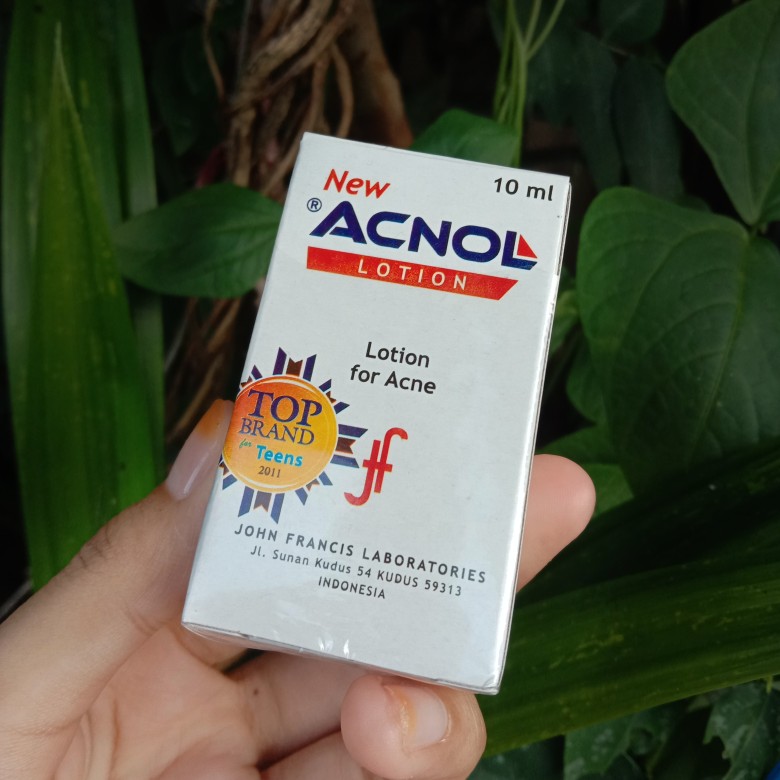 New
10 ml
® ACNOL
LOTION
Lotion
for Acne
TOP
BRAND
for Teens
2011
jf
JOHN FRANCIS LABORATORIES
Jl. Sunan Kudus 54 KUDUS 59313
INDONESIA